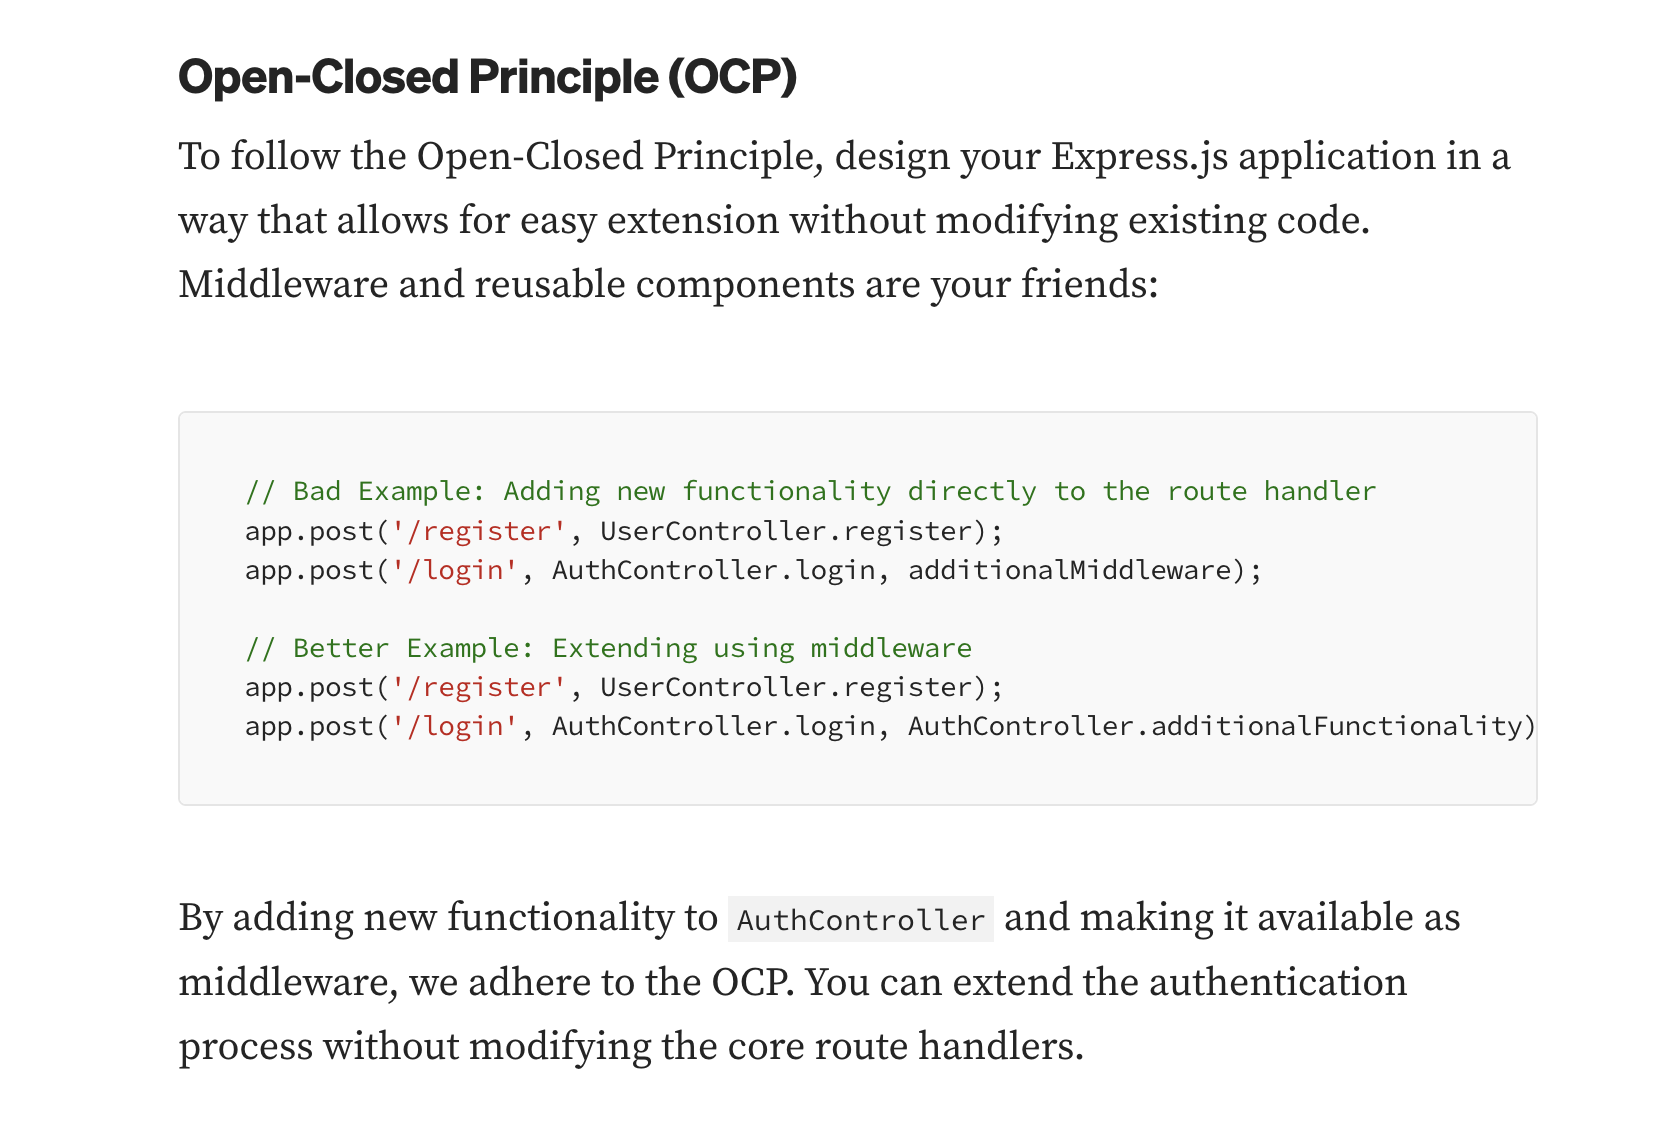 Open-Closed Principle (OCP)
To follow the Open-Closed Principle, design your Express.js application in a
way that allows for easy extension without modifying existing code.
Middleware and reusable components are your friends:
// Bad Example: Adding new functionality directly to the route handler
app.post('/register', UserController.register);
app.post('/login', AuthController.login, additionalMiddleware);
// Better Example: Extending using middleware
app.post('/register', UserController.register);
app.post('/login', AuthController.login, AuthController.additionalFunctionality)
By adding new functionality to AuthController and making it available as
middleware, we adhere to the OCP. You can extend the authentication
process without modifying the core route handlers.